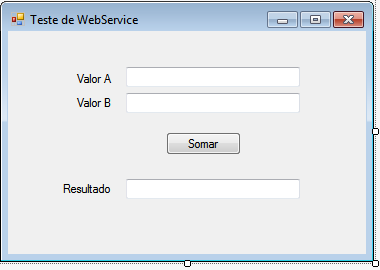 Teste de WebService
Valor A
Valor B
Somar
Resultado